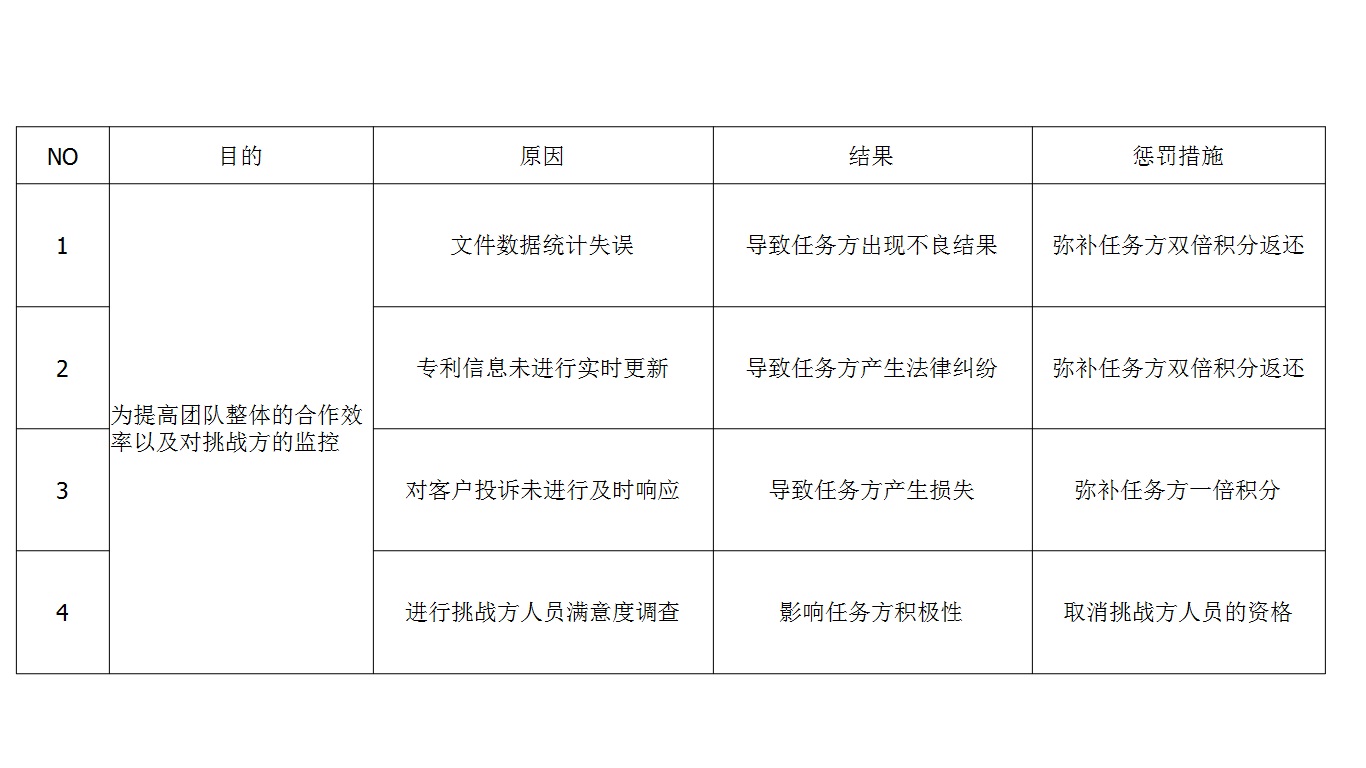 NO 目的 原因 结果 惩罚措施
1 文件数据统计失误 导致任务方出现不良结果 弥补任务方双倍积分返还
2 专利信息未进行实时更新 导致任务方产生法律纠纷 弥补任务方双倍积分返还
为提高团队整体的合作效
率以及对挑战方的监控
3 对客户投诉未进行及时响应 导致任务方产生损失 弥补任务方一倍积分
4 进行挑战方人员满意度调查 影响任务方积极性 取消挑战方人员的资格